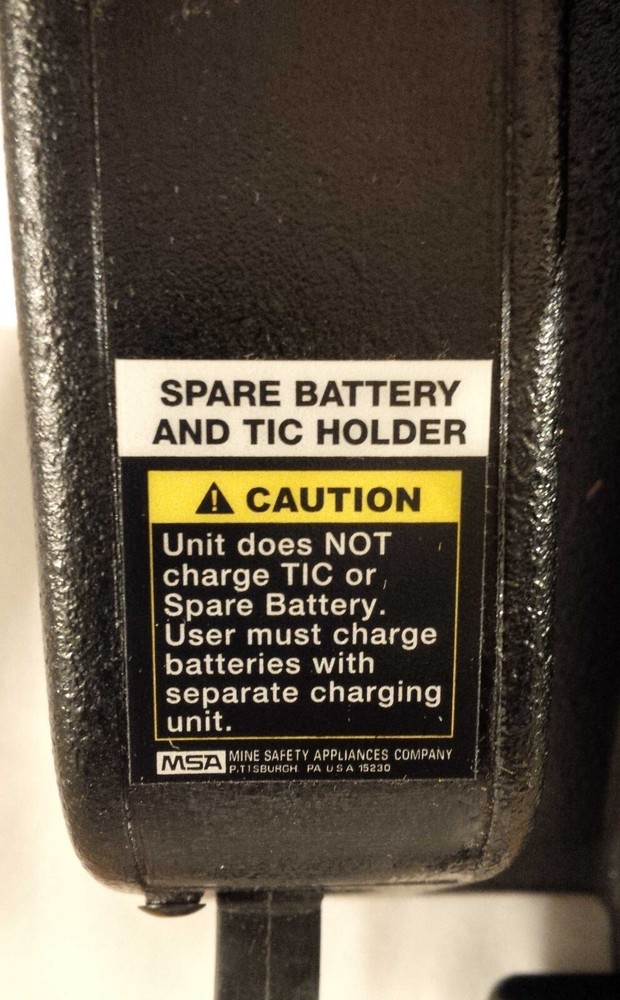 SPARE BATTERY
AND TIC HOLDER
⚠ CAUTION
Unit does NOT
charge TIC or
Spare Battery.
User must charge
batteries with
separate charging
unit.
MSA MINE SAFETY APPLIANCES COMPANY
PITTSBURGH, PA U S A 15230